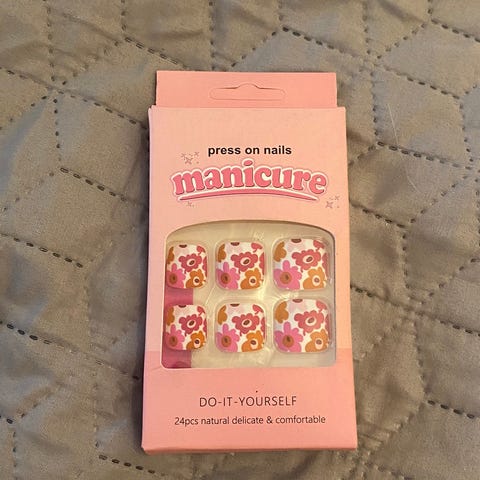 press on nails
manicure
DO-IT-YOURSELF
24pcs natural delicate & comfortable